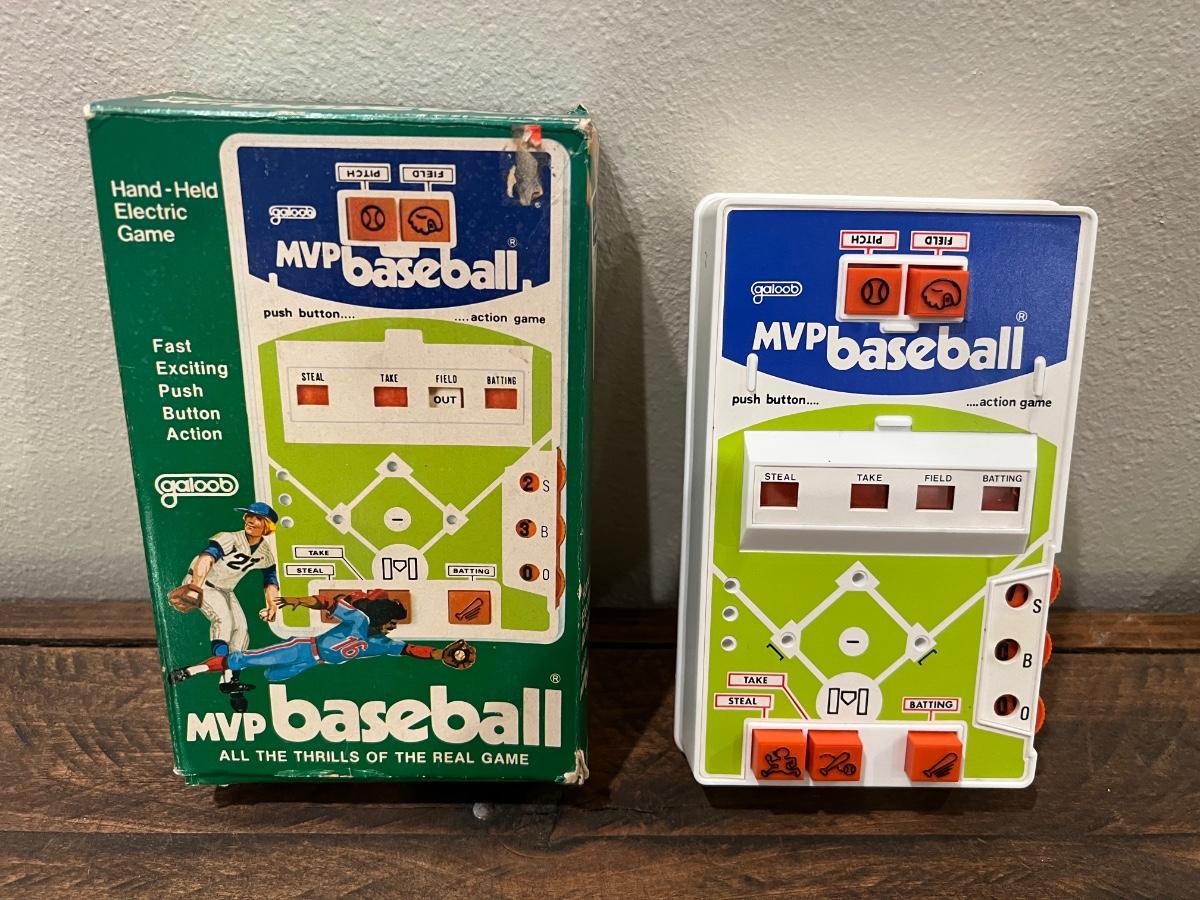 Hand-Held
Electric
Game
Fast
Exciting
Push
Button
Action
galoob
PITCH FIELD
galoob
MVP baseball®
push button.... ....action game
STEAL TAKE FIELD BATTING
OUT
2 S
3 B
0 O
TAKE
STEAL
BATTING
21
16
MVP baseball®
ALL THE THRILLS OF THE REAL GAME
PITCH FIELD
galoob
MVP baseball®
push button.... ....action game
STEAL TAKE FIELD BATTING
S
B
O
TAKE
STEAL
BATTING